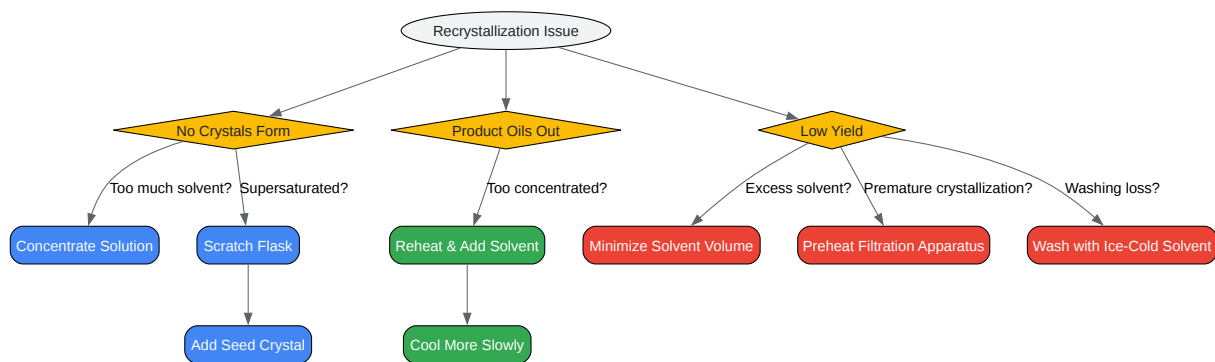 Recrystallization Issue
No Crystals Form
Product Oils Out
Low Yield
Too much solvent?
Supersaturated?
Too concentrated?
Excess solvent?
Premature crystallization?
Washing loss?
Concentrate Solution
Scratch Flask
Reheat & Add Solvent
Minimize Solvent Volume
Preheat Filtration Apparatus
Wash with Ice-Cold Solvent
Add Seed Crystal
Cool More Slowly